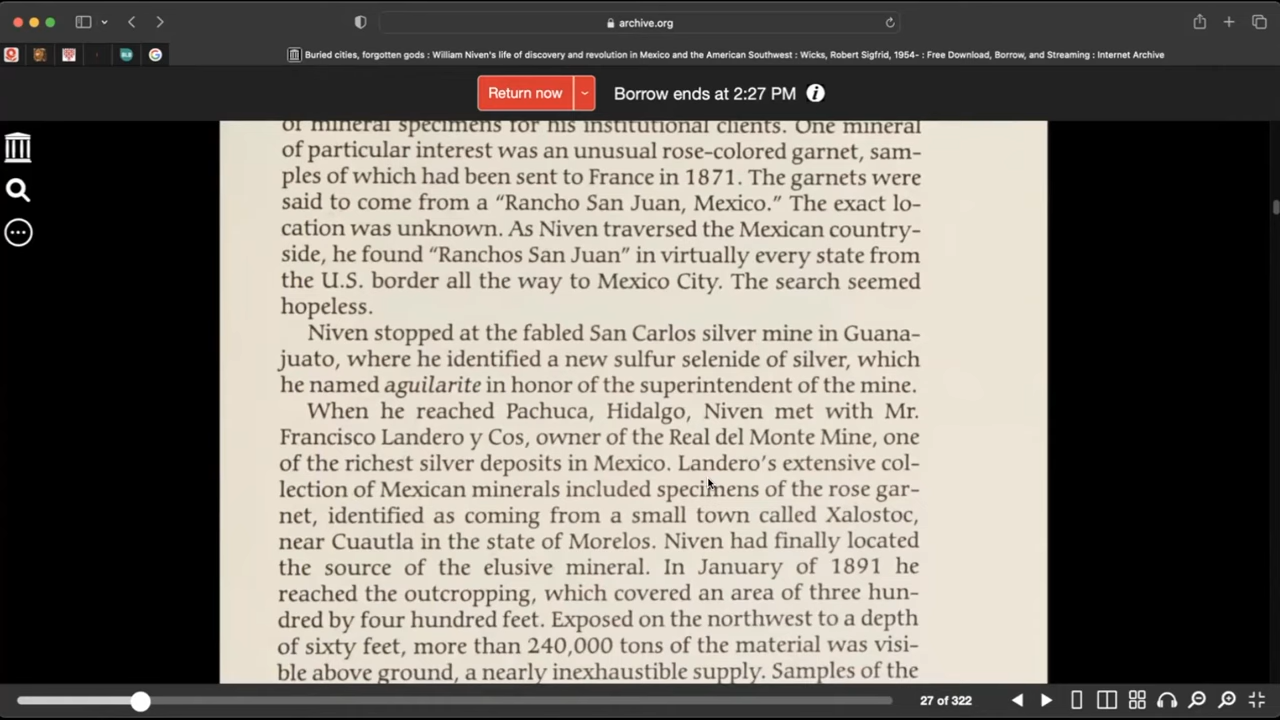 archive.org
Buried cities, forgotten gods : William Niven's life of discovery and revolution in Mexico and the American Southwest : Wicks, Robert Sigfrid, 1954- : Free Download, Borrow, and Streaming : Internet Archive
Return now
Borrow ends at 2:27 PM
of mineral specimens for his institutional clients. One mineral
of particular interest was an unusual rose-colored garnet, sam-
ples of which had been sent to France in 1871. The garnets were
said to come from a “Rancho San Juan, Mexico.” The exact lo-
cation was unknown. As Niven traversed the Mexican country-
side, he found “Ranchos San Juan” in virtually every state from
the U.S. border all the way to Mexico City. The search seemed
hopeless.
Niven stopped at the fabled San Carlos silver mine in Guana-
juato, where he identified a new sulfur selenide of silver, which
he named aguilarite in honor of the superintendent of the mine.
When he reached Pachuca, Hidalgo, Niven met with Mr.
Francisco Landero y Cos, owner of the Real del Monte Mine, one
of the richest silver deposits in Mexico. Landero’s extensive col-
lection of Mexican minerals included specimens of the rose gar-
net, identified as coming from a small town called Xalostoc,
near Cuautla in the state of Morelos. Niven had finally located
the source of the elusive mineral. In January of 1891 he
reached the outcropping, which covered an area of three hun-
dred by four hundred feet. Exposed on the northwest to a depth
of sixty feet, more than 240,000 tons of the material was visi-
ble above ground, a nearly inexhaustible supply. Samples of the
27 of 322